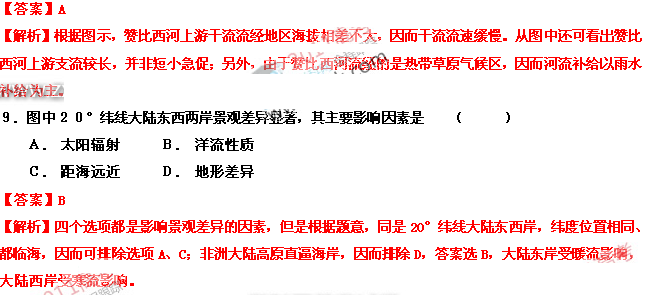 【答案】A
【解析】根据图示，赞比西河上游干流流经地区海拔相差不大，因而干流流速缓慢。从图中还可看出赞比
西河上游支流较长，并非短小急促；另外，由于赞比西河流经的是热带草原气候区，因而河流补给以雨水
补给为主。
9．图中２０°纬线大陆东西两岸景观差异显著，其主要影响因素是　（　　）
A． 太阳辐射　　B． 洋流性质
C． 距海远近　　D． 地形差异
【答案】B
【解析】四个选项都是影响景观差异的因素，但是根据题意，同是20°纬线大陆东西岸，纬度位置相同、
都临海，因而可排除选项A、C；非洲大陆高原直逼海岸，因而排除D，答案选B，大陆东岸受暖流影响，
大陆西岸受寒流影响。